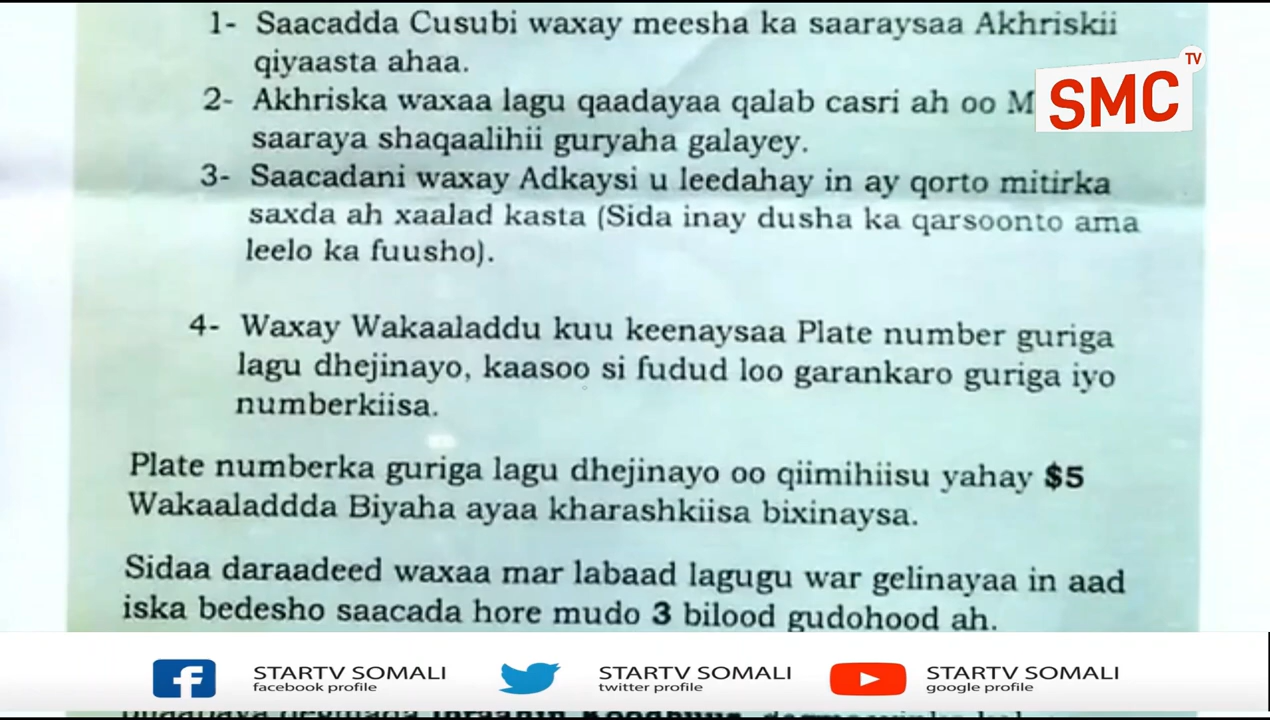 1- Saacadda Cusubi waxay meesha ka saaraysaa Akhriskii
qiyaasta ahaa.
2- Akhriska waxaa lagu qaadayaa qalab casri ah oo
saaraya shaqaalihii guryaha galayey.
3- Saacadani waxay Adkaysi u leedahay in ay qorto mitirka
saxda ah xaalad kasta (Sida inay dusha ka qarsoonto ama
leelo ka fuusho).
4- Waxay Wakaaladdu kuu keenaysaa Plate number guriga
lagu dhejinayo, kaasoo si fudud loo garankaro guriga iyo
numberkiisa.
Plate numberka guriga lagu dhejinayo oo qiimihiisu yahay $5
Wakaaladdda Biyaha ayaa kharashkiisa bixinaysa.
Sidaa daraadeed waxaa mar labaad lagugu war gelinayaa in aad
iska bedesho saacada hore mudo 3 bilood gudohood ah.
SMC TV
STARTV SOMALI
facebook profile
STARTV SOMALI
twitter profile
STARTV SOMALI
google profile